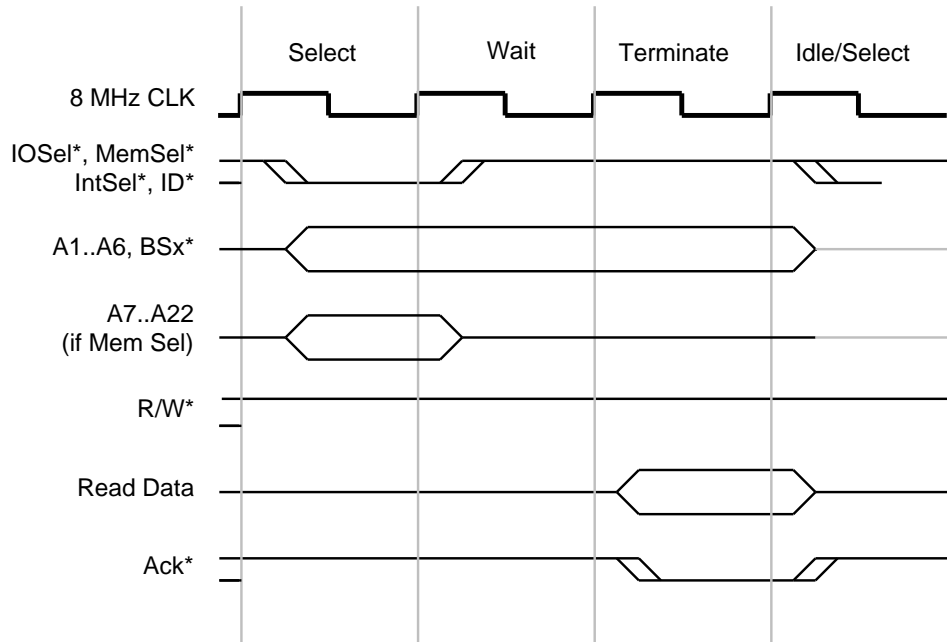 Select Wait Terminate Idle/Select
8 MHz CLK
IOSel*, MemSel*
IntSel*, ID*
A1..A6, BSx*
A7..A22
(if Mem Sel)
R/W*
Read Data
Ack*